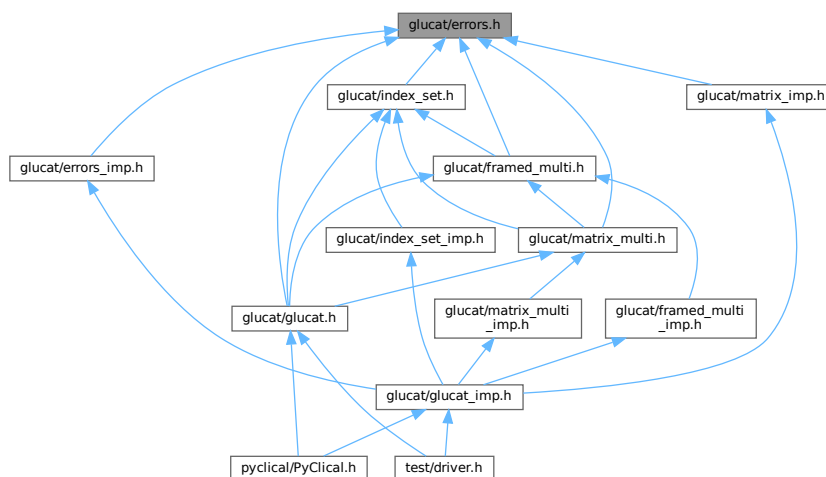 glucat/errors.h
glucat/index_set.h
glucat/matrix_imp.h
glucat/errors_imp.h
glucat/framed_multi.h
glucat/index_set_imp.h
glucat/matrix_multi.h
glucat/glucat.h
glucat/matrix_multi
_imp.h
glucat/framed_multi
_imp.h
glucat/glucat_imp.h
pyclical/PyClical.h
test/driver.h